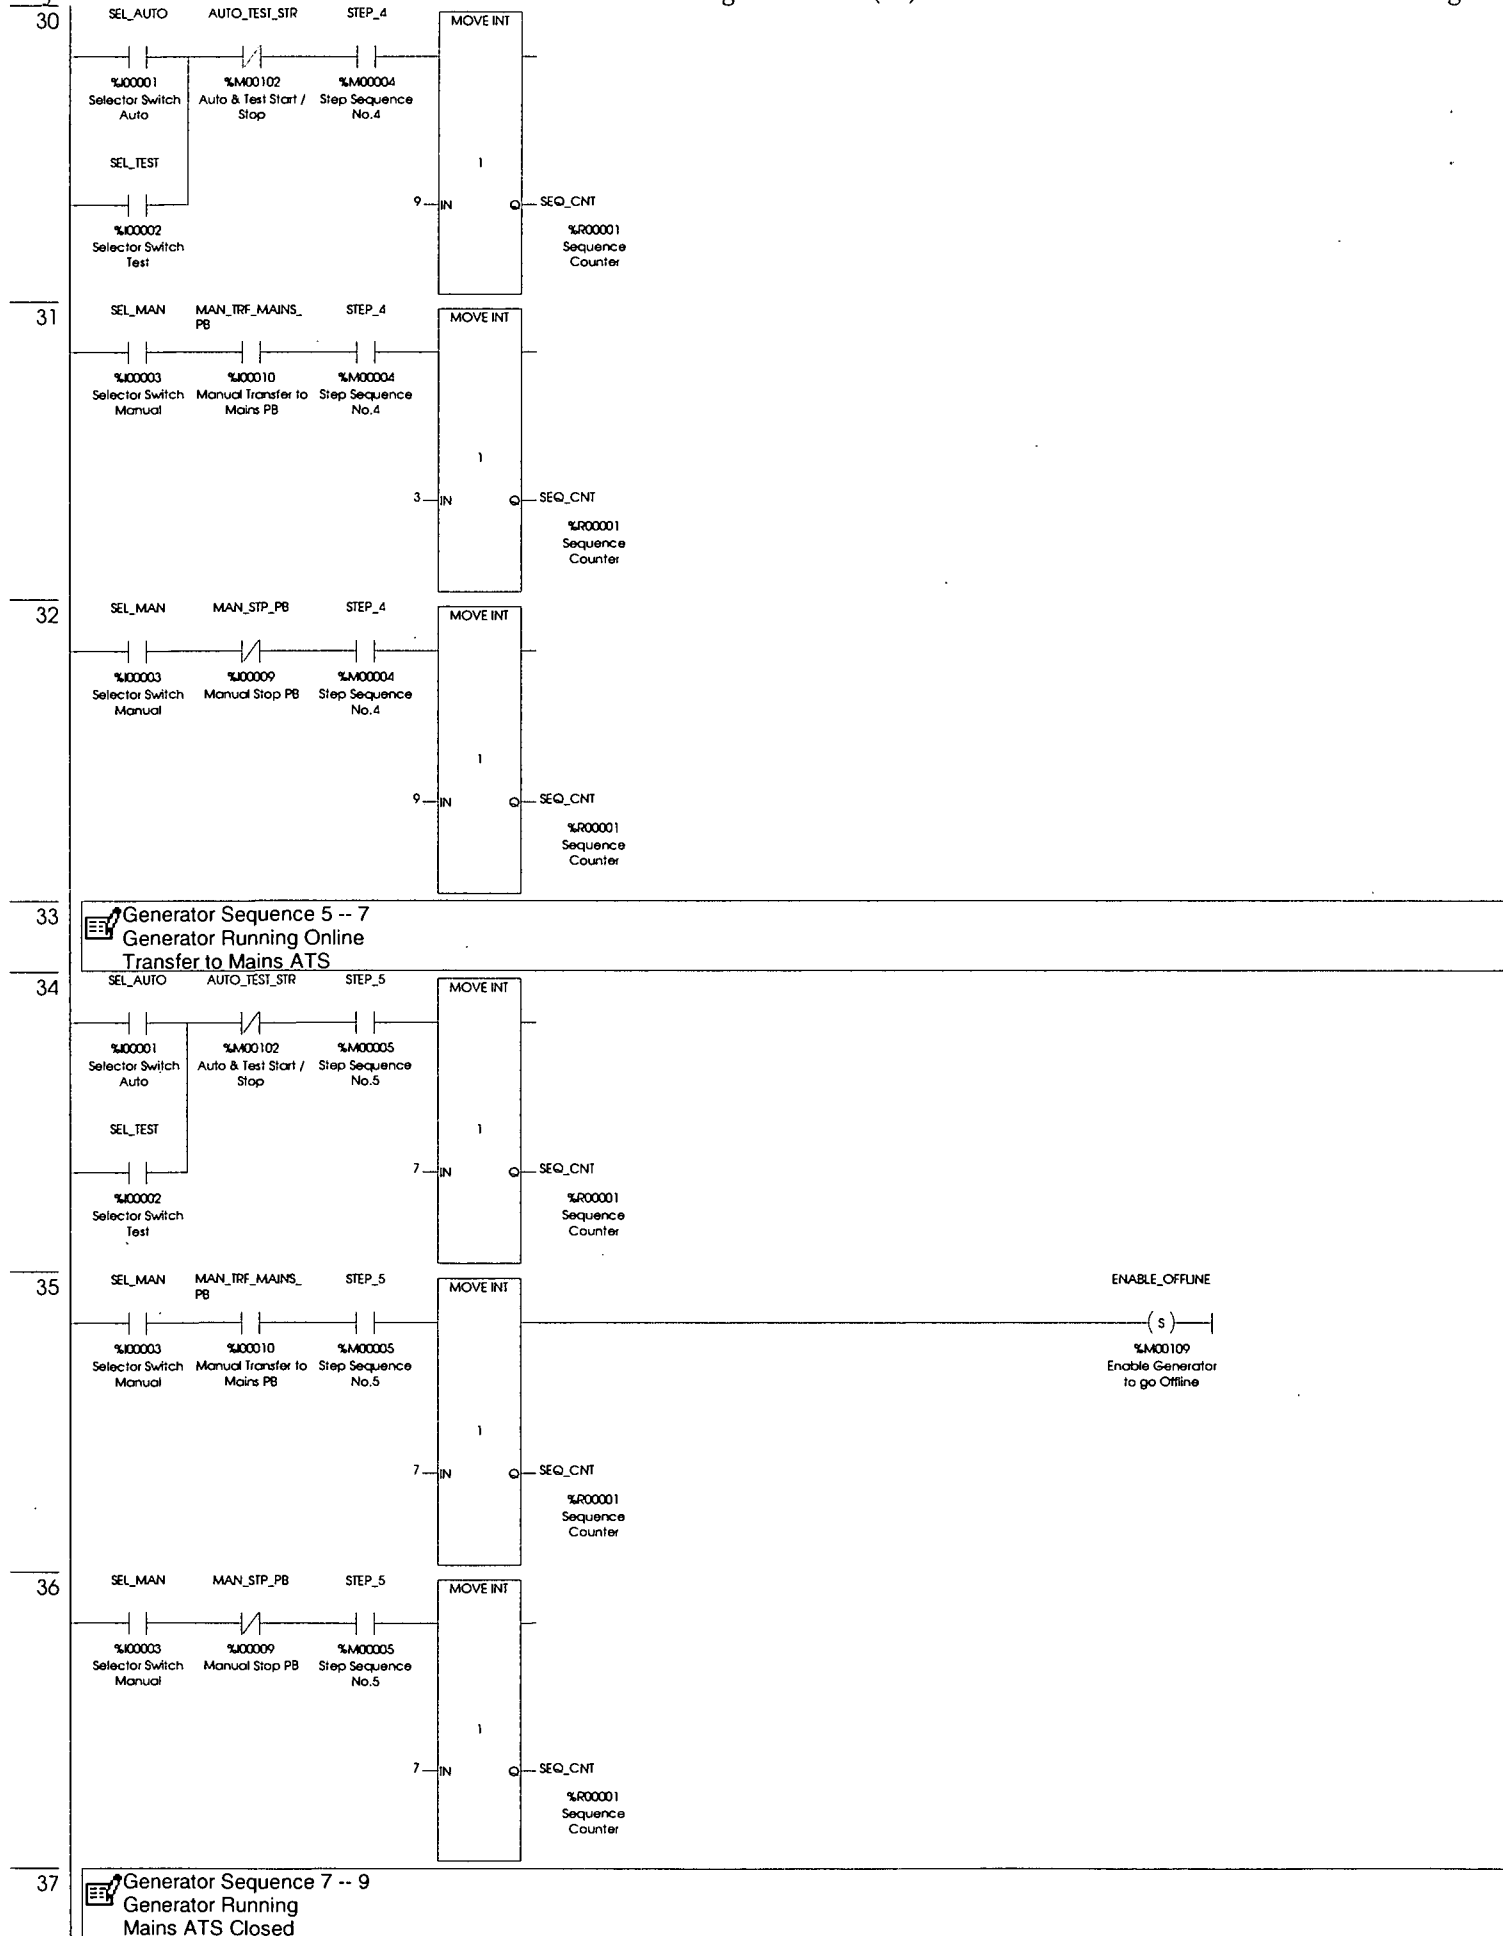 30
SEL_AUTO AUTO_TEST_STR STEP_4 MOVE INT
%I00001 %M00102 %M00004
Selector Switch Auto & Test Start / Step Sequence
Auto Stop No.4
SEL_TEST 1
9 IN Q SEQ_CNT
%I00002 %R00001
Selector Switch Sequence
Test Counter
31
SEL_MAN MAN_TRF_MAINS_ STEP_4 MOVE INT
PB
%I00003 %I00010 %M00004
Selector Switch Manual Transfer to Step Sequence
Manual Mains PB No.4
1
3 IN Q SEQ_CNT
%R00001
Sequence
Counter
32
SEL_MAN MAN_STP_PB STEP_4 MOVE INT
%I00003 %I00009 %M00004
Selector Switch Manual Stop PB Step Sequence
Manual No.4
1
9 IN Q SEQ_CNT
%R00001
Sequence
Counter
33
Generator Sequence 5 -- 7
Generator Running Online
Transfer to Mains ATS
34
SEL_AUTO AUTO_TEST_STR STEP_5 MOVE INT
%I00001 %M00102 %M00005
Selector Switch Auto & Test Start / Step Sequence
Auto Stop No.5
SEL_TEST 1
7 IN Q SEQ_CNT
%I00002 %R00001
Selector Switch Sequence
Test Counter
35
SEL_MAN MAN_TRF_MAINS_ STEP_5 MOVE INT ENABLE_OFFLINE
PB
S
%I00003 %I00010 %M00005 %M00109
Selector Switch Manual Transfer to Step Sequence Enable Generator
Manual Mains PB No.5 to go Offline
1
7 IN Q SEQ_CNT
%R00001
Sequence
Counter
36
SEL_MAN MAN_STP_PB STEP_5 MOVE INT
%I00003 %I00009 %M00005
Selector Switch Manual Stop PB Step Sequence
Manual No.5
1
7 IN Q SEQ_CNT
%R00001
Sequence
Counter
37
Generator Sequence 7 -- 9
Generator Running
Mains ATS Closed